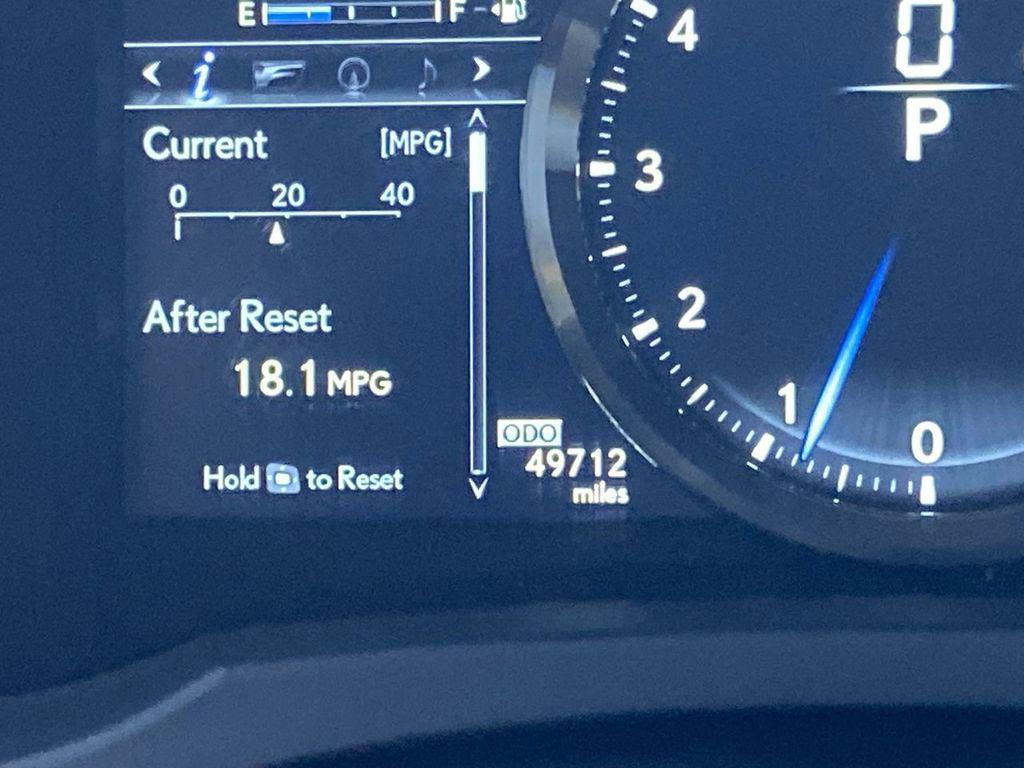 E F
Current [MPG]
0 20 40
After Reset
18.1 MPG
Hold to Reset
ODO
49712
miles
0
P
4
3
2
1
0